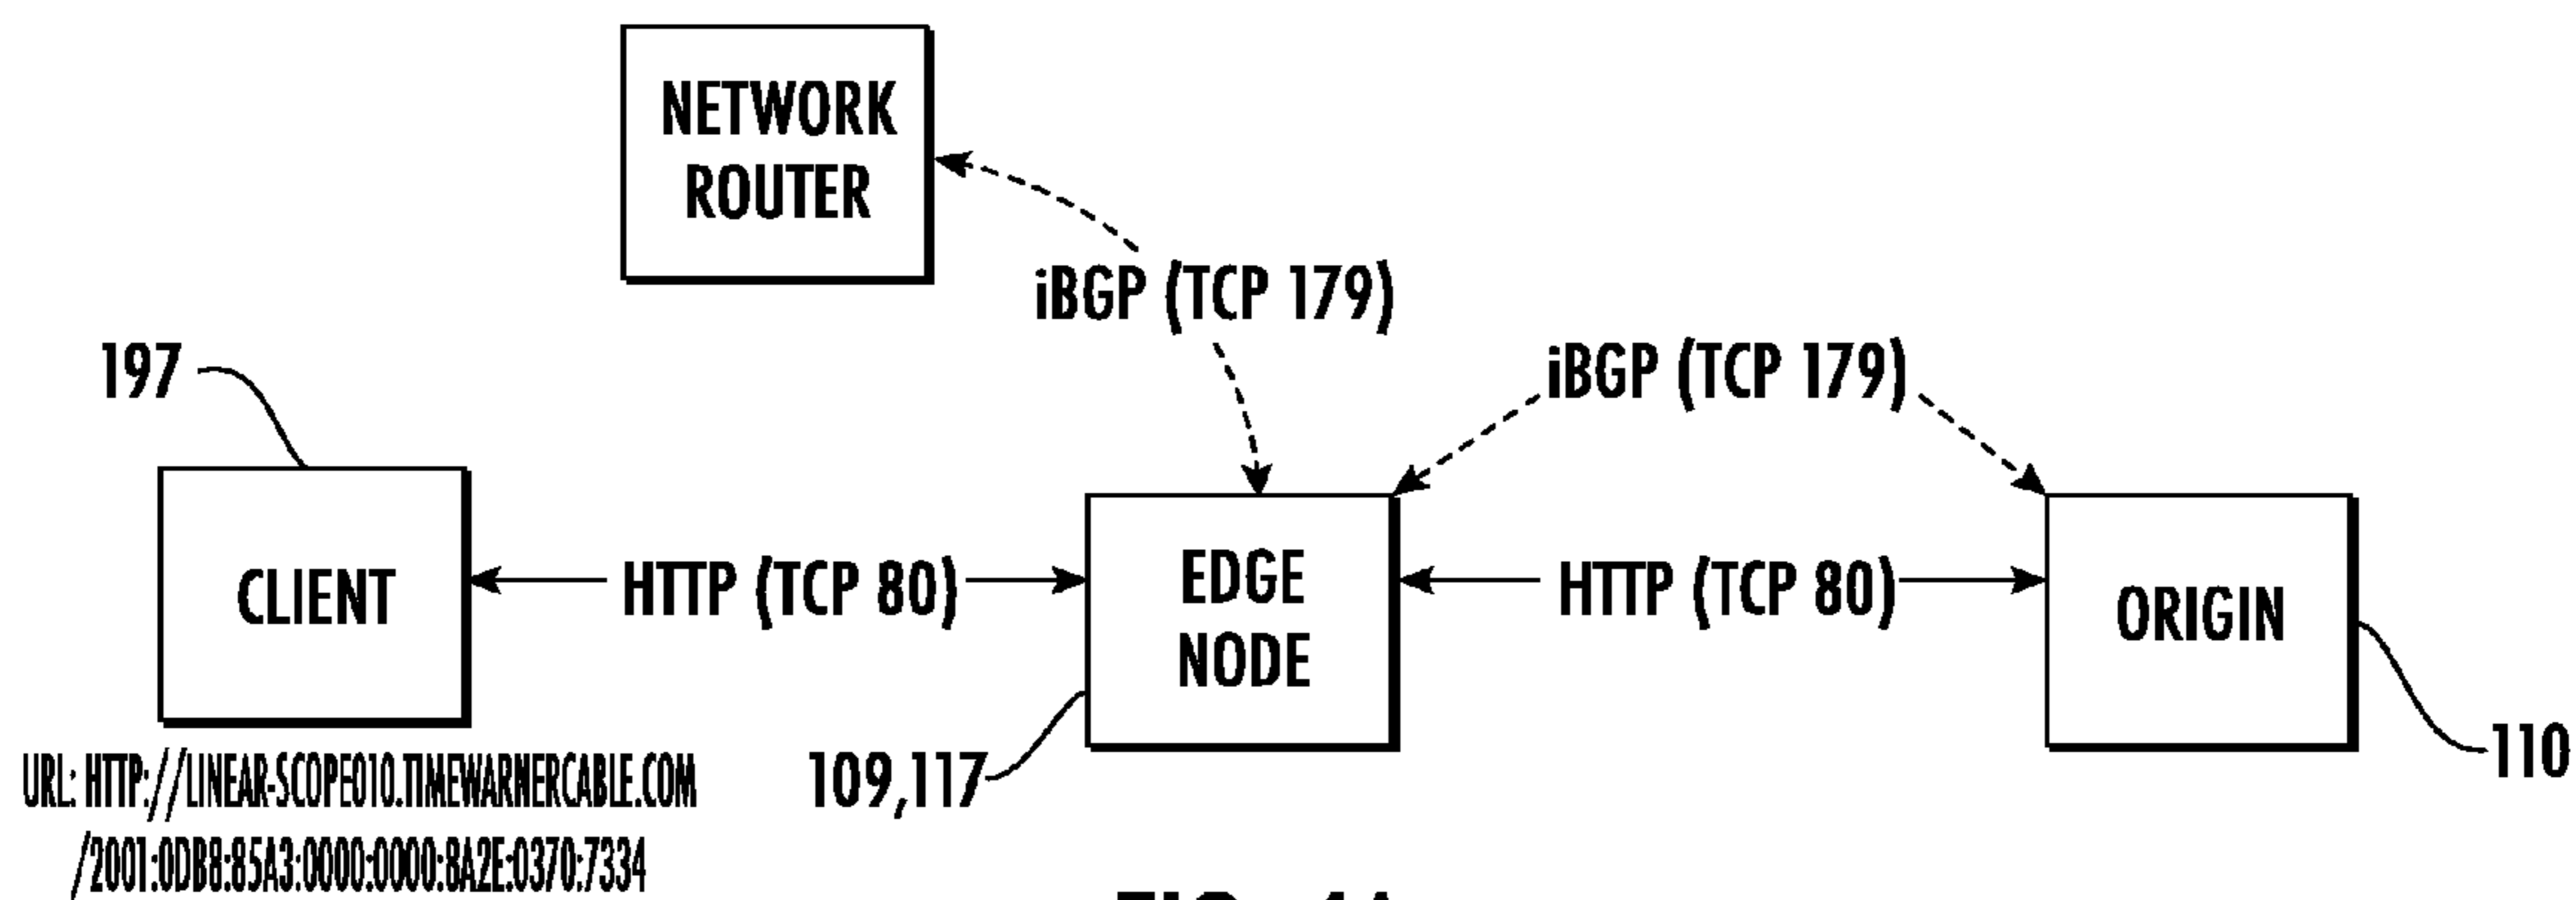 NETWORK
ROUTER
iBGP (TCP 179)
iBGP (TCP 179)
197
CLIENT
HTTP (TCP 80)
EDGE
NODE
HTTP (TCP 80)
ORIGIN
109,117
110
URL: HTTP://LINEAR-SCOPE010.TIMEWARNERCABLE.COM
/2001:0DB8:85A3:0000:0000:8A2E:0370:7334